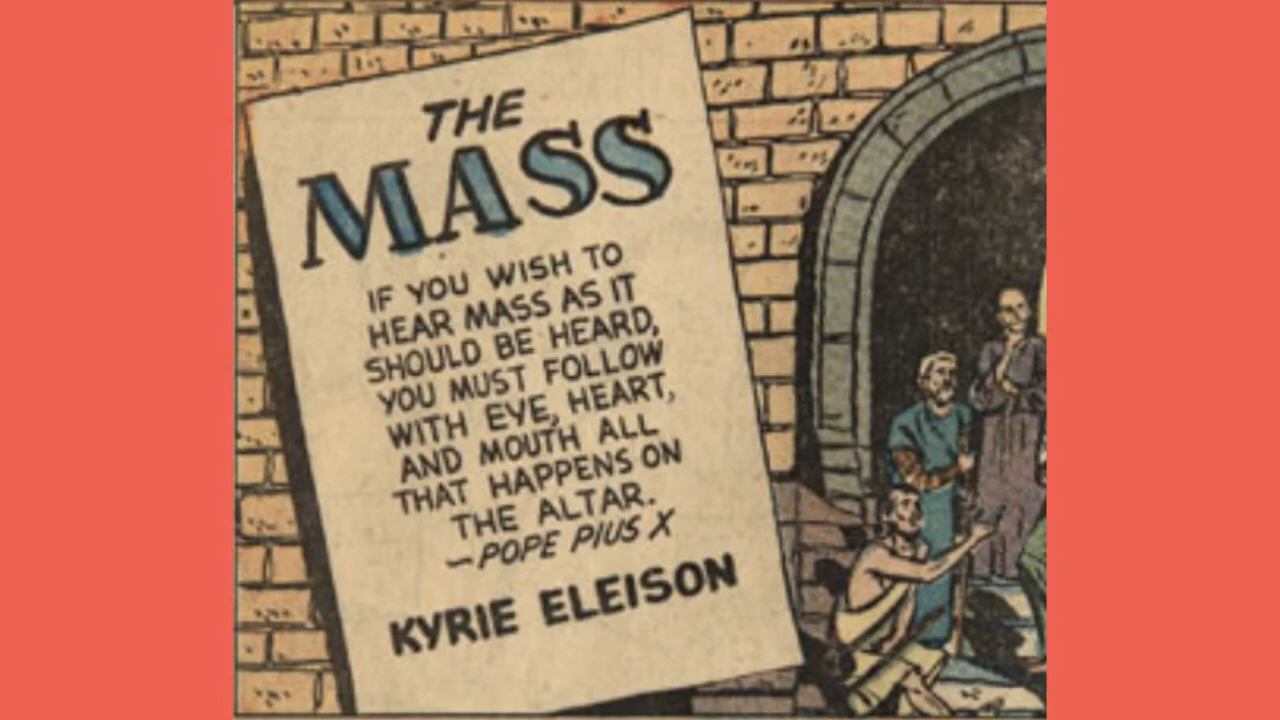 THE
MASS
IF YOU WISH TO
HEAR MASS AS IT
SHOULD BE HEARD,
YOU MUST FOLLOW
WITH EYE, HEART,
AND MOUTH ALL
THAT HAPPENS ON
THE ALTAR.
—POPE PIUS X
KYRIE ELEISON